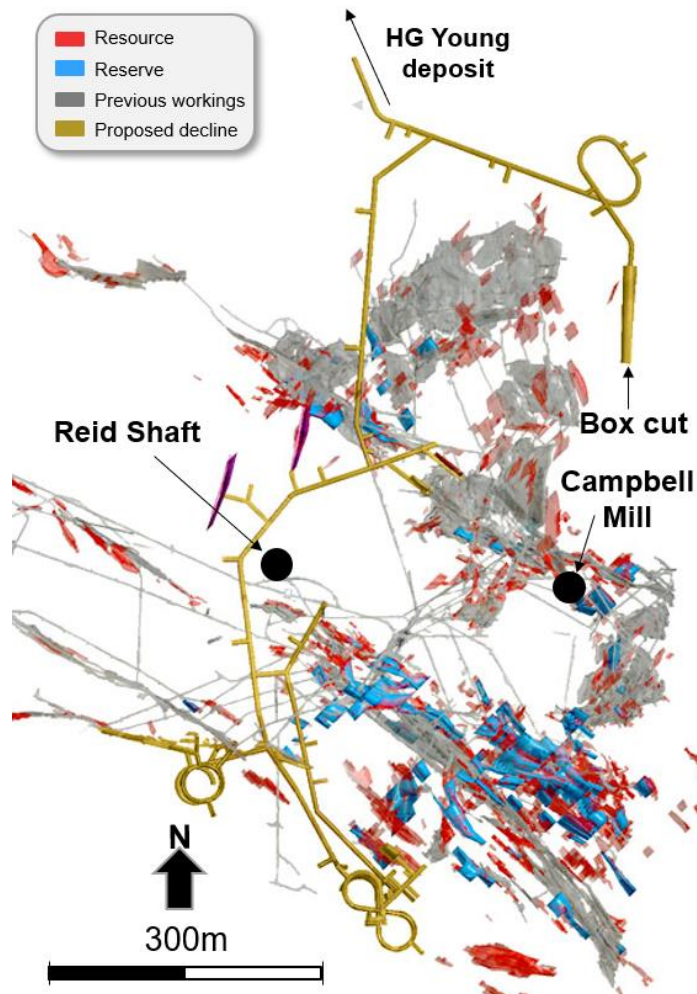 Resource
Reserve
Previous workings
Proposed decline
HG Young
deposit
Box cut
Reid Shaft
Campbell
Mill
N
300m